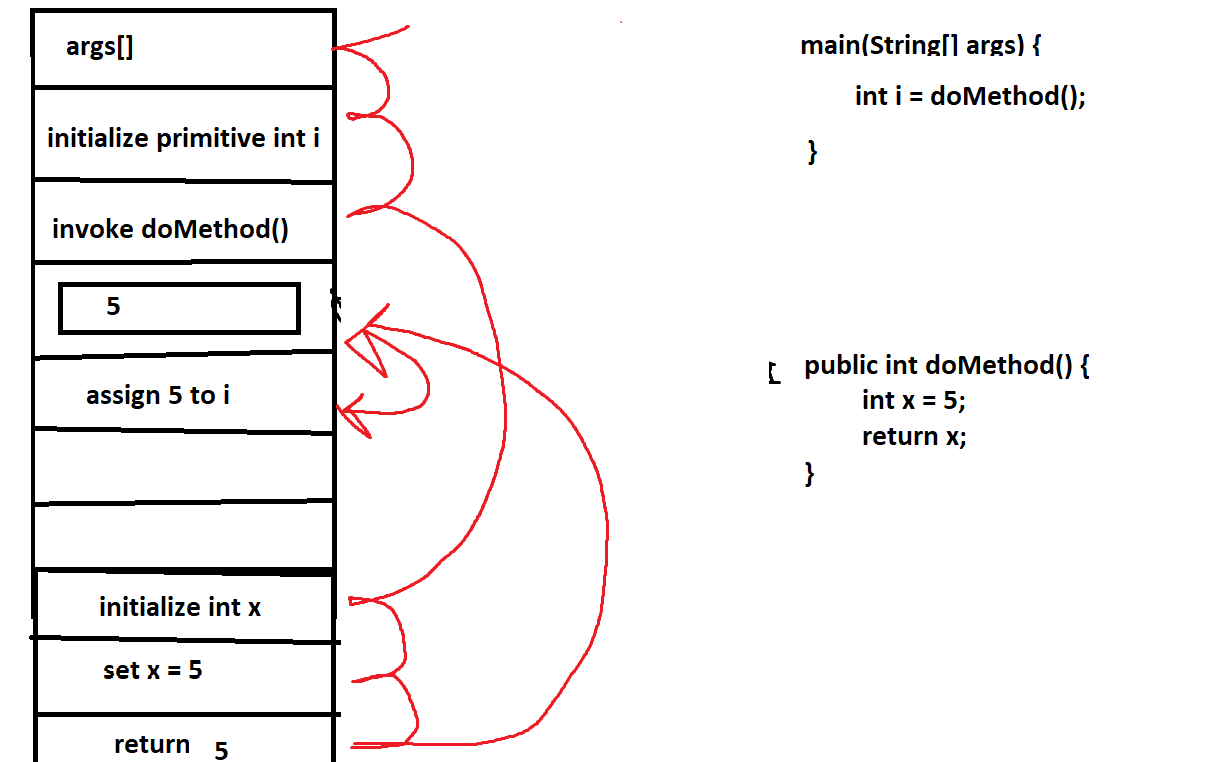 args[]
initialize primitive int i
invoke doMethod()
5
assign 5 to i
initialize int x
set x = 5
return 5
main(String[] args) {
int i = doMethod();
}
public int doMethod() {
int x = 5;
return x;
}